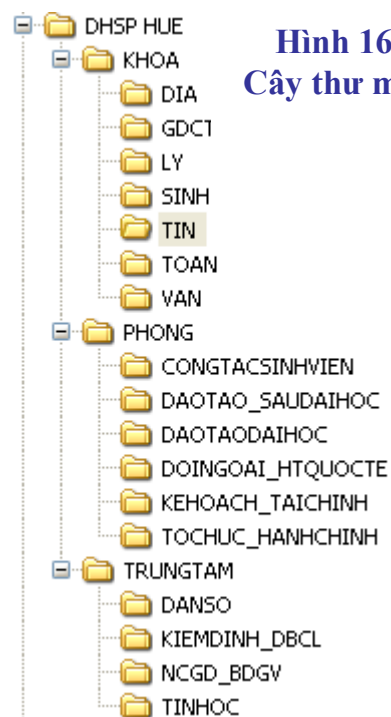 DHSP HUE
Hình 16
Cây thư m
KHOA
DIA
GDCT
LY
SINH
TIN
TOAN
VAN
PHONG
CONGTACSINHVIEN
DAOTAO_SAUDAIHOC
DAOTAODAIHOC
DOINGOAI_HTQUOCTE
KEHOACH_TAICHINH
TOCHUC_HANHCHINH
TRUNGTAM
DANSO
KIEMDINH_DBCL
NCGD_BDGV
TINHOC